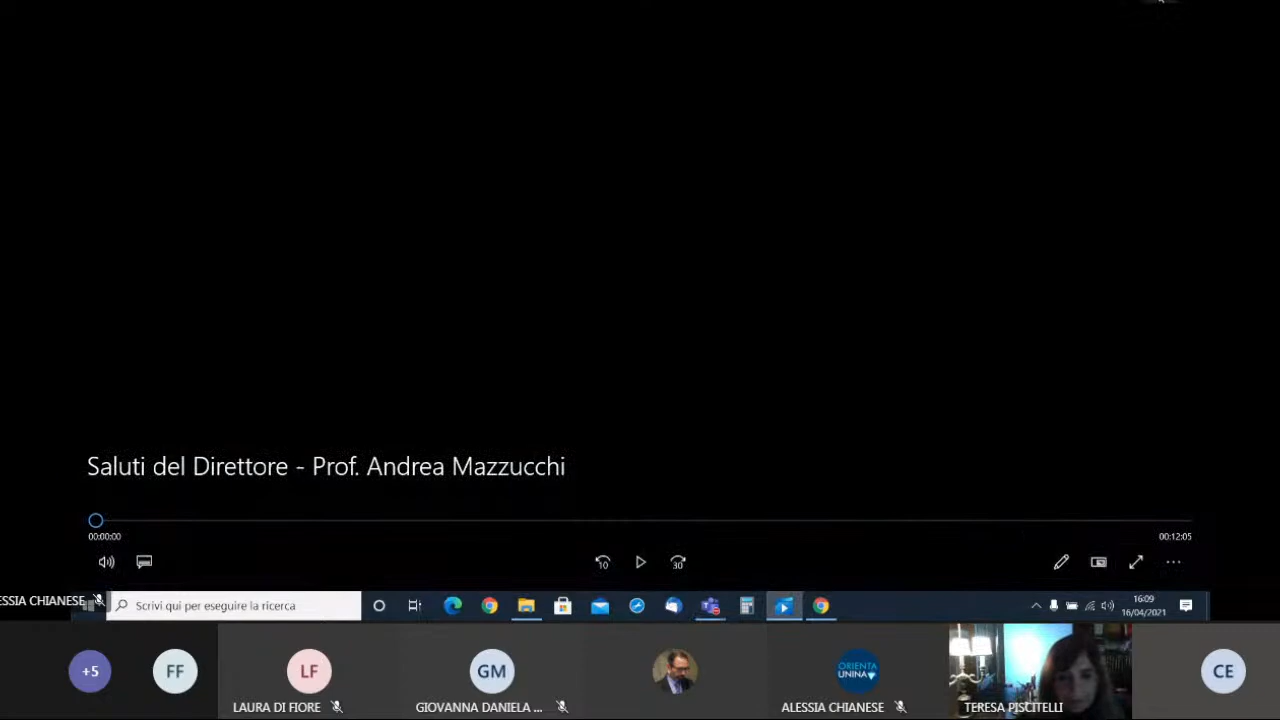 Saluti del Direttore - Prof. Andrea Mazzucchi
00:00:00
00:12:05
10
30
ESSIA CHIANESE
Scrivi qui per eseguire la ricerca
16:09
16/04/2021
+5
FF
LF
GM
ORIENTA
UNINA
CE
LAURA DI FIORE
GIOVANNA DANIELA ...
ALESSIA CHIANESE
TERESA PISCITELLI